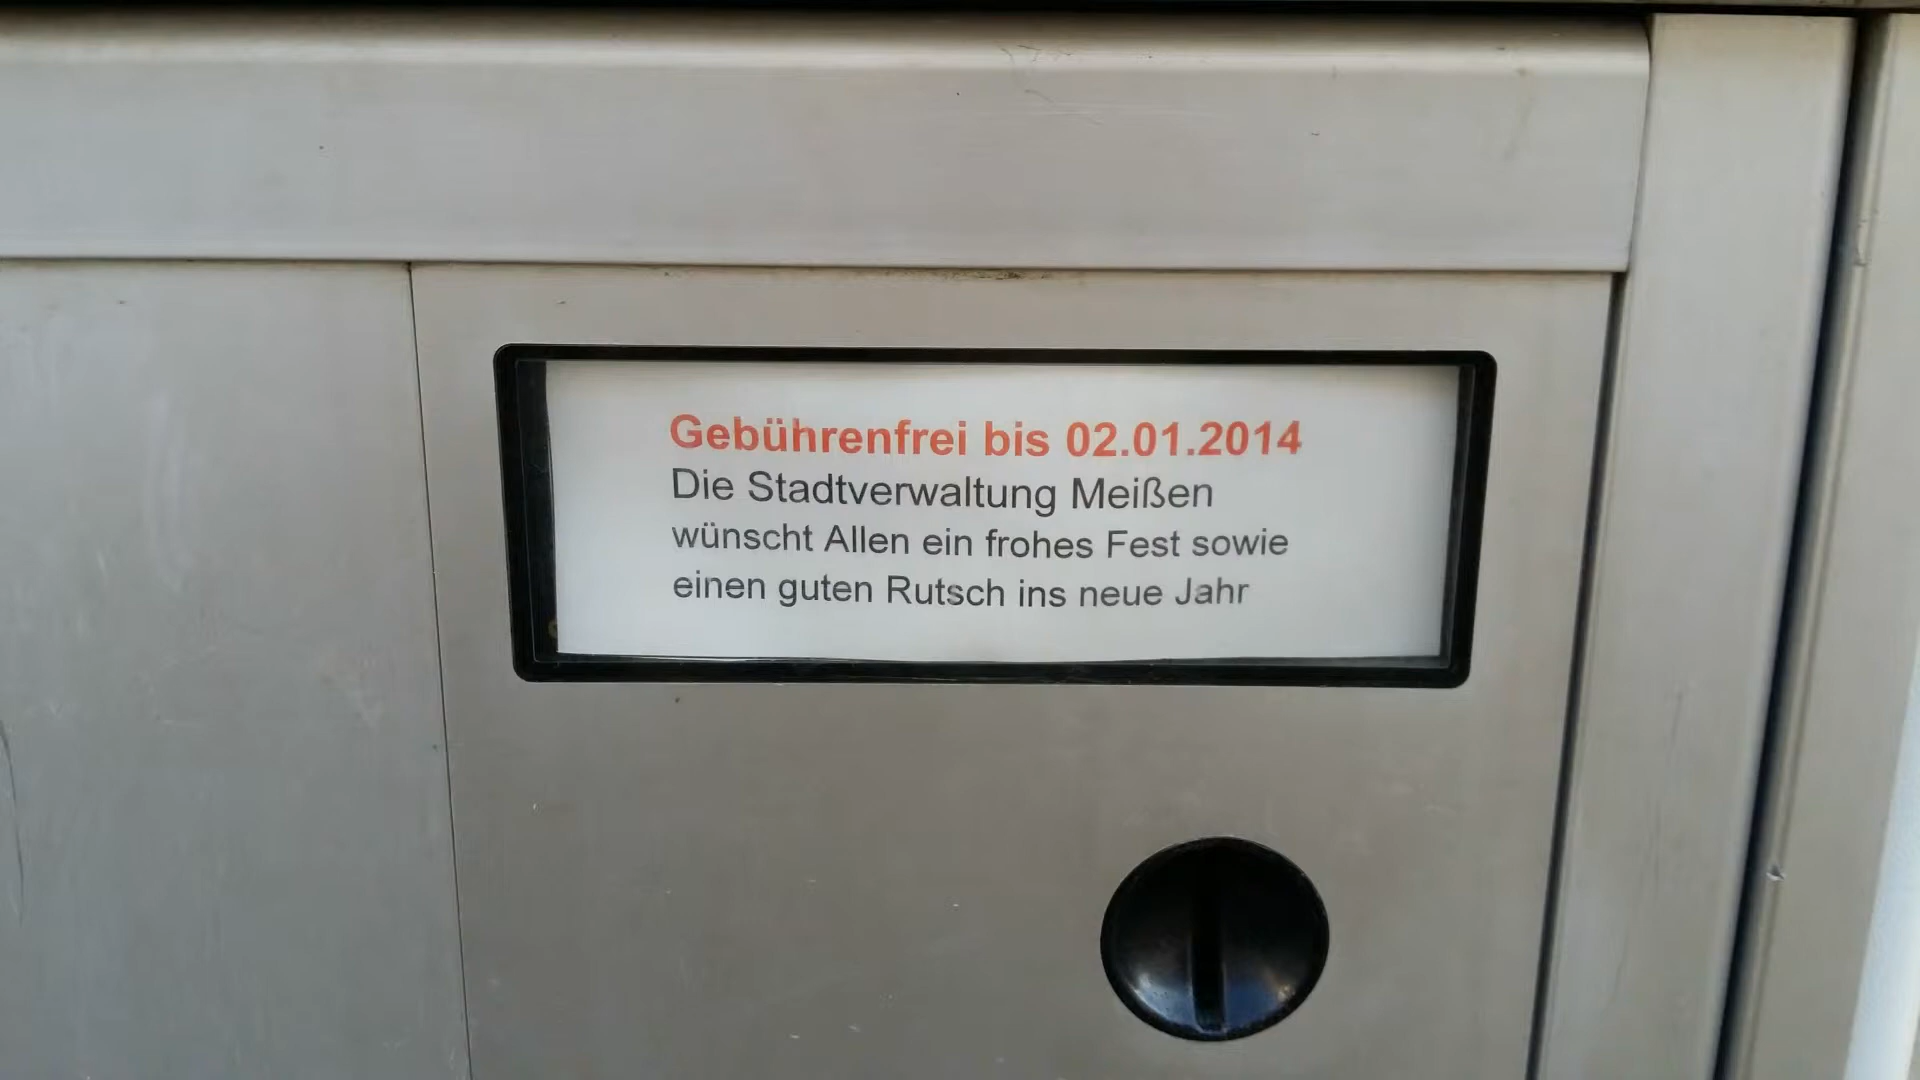 Gebührenfrei bis 02.01.2014
Die Stadtverwaltung Meißen
wünscht Allen ein frohes Fest sowie
einen guten Rutsch ins neue Jahr